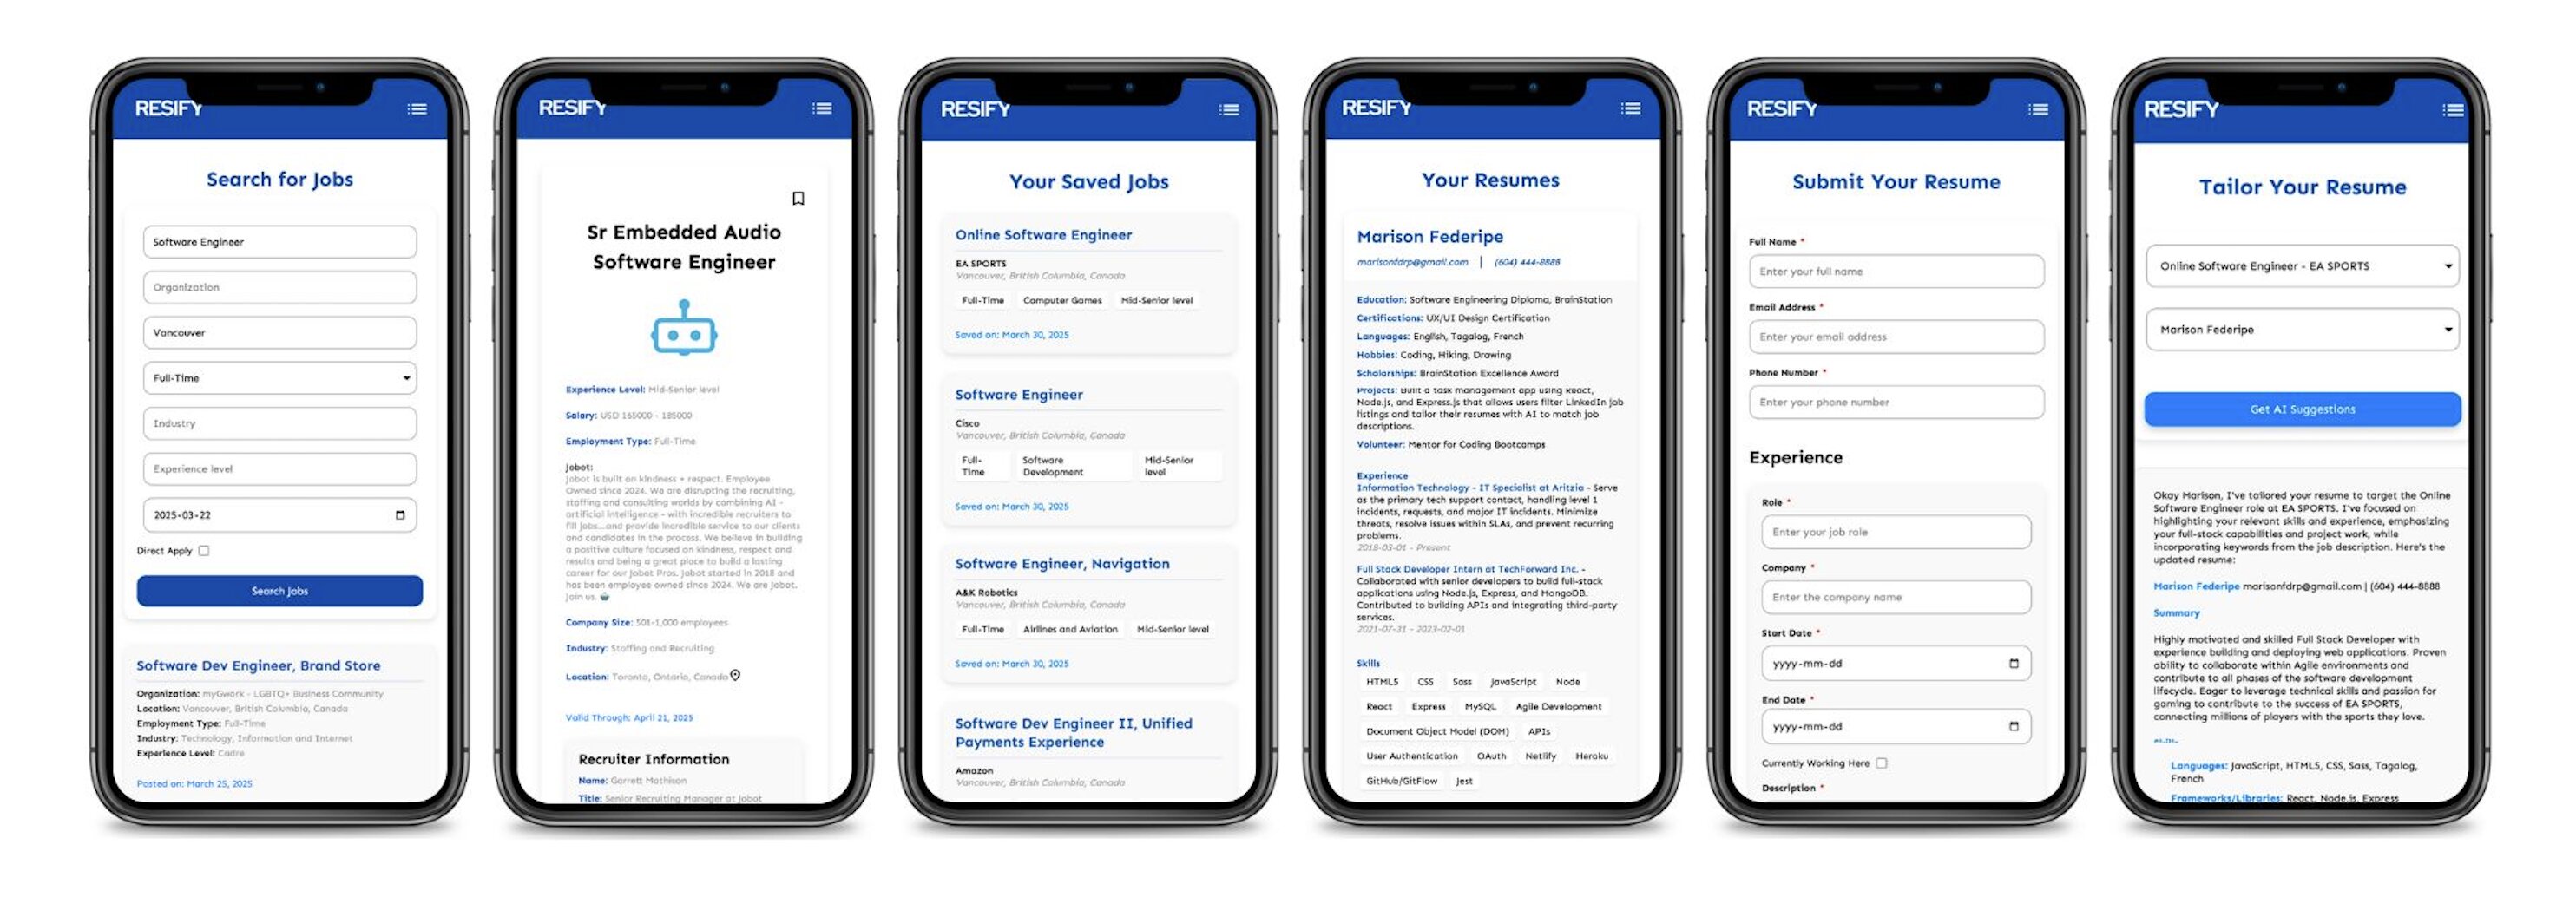 RESIFY
Search for Jobs
Software Engineer
Organization
Vancouver
Full-Time
Industry
Experience level
2025-03-22
Direct Apply
Search Jobs
Software Dev Engineer, Brand Store
Organization: myGwork - LGBTQ+ Business Community
Location: Vancouver, British Columbia, Canada
Employment Type: Full-Time
Industry: Technology, Information and Internet
Experience Level: Cadre
Posted on: March 25, 2025
RESIFY
Sr Embedded Audio
Software Engineer
Experience Level: Mid-Senior level
Salary: USD 165000 - 185000
Employment Type: Full-Time
Jobot:
Jobot is built on kindness + respect. Employee
Owned since 2024. We are disrupting the recruiting,
staffing and consulting worlds by combining AI -
artificial intelligence - with incredible recruiters to
fill jobs...and provide incredible service to our clients
and candidates in the process. We believe in building
a positive culture focused on kindness, respect and
results and being a great place to build a lasting
career for our Jobot Pros. Jobot started in 2018 and
has been employee owned since 2024. We are Jobot.
Join us.
Company Size: 501-1,000 employees
Industry: Staffing and Recruiting
Location: Toronto, Ontario, Canada
Valid Through: April 21, 2025
Recruiter Information
Name: Garrett Mathison
Title: Senior Recruiting Manager at Jobot
RESIFY
Your Saved Jobs
Online Software Engineer
EA SPORTS
Vancouver, British Columbia, Canada
Full-Time Computer Games Mid-Senior level
Saved on: March 30, 2025
Software Engineer
Cisco
Vancouver, British Columbia, Canada
Full- Software Mid-Senior
Time Development level
Saved on: March 30, 2025
Software Engineer, Navigation
A&K Robotics
Vancouver, British Columbia, Canada
Full-Time Airlines and Aviation Mid-Senior level
Saved on: March 30, 2025
Software Dev Engineer II, Unified
Payments Experience
Amazon
Vancouver, British Columbia, Canada
RESIFY
Your Resumes
Marison Federipe
marisonfdrp@gmail.com | (604) 444-8888
Education: Software Engineering Diploma, BrainStation
Certifications: UX/UI Design Certification
Languages: English, Tagalog, French
Hobbies: Coding, Hiking, Drawing
Scholarships: BrainStation Excellence Award
Projects: Built a task management app using React,
Node.js, and Express.js that allows users filter LinkedIn job
listings and tailor their resumes with AI to match job
descriptions.
Volunteer: Mentor for Coding Bootcamps
Experience
Information Technology - IT Specialist at Aritzia - Serve
as the primary tech support contact, handling level 1
incidents, requests, and major IT incidents. Minimize
threats, resolve issues within SLAs, and prevent recurring
problems.
2018-03-01 - Present
Full Stack Developer Intern at TechForward Inc. -
Collaborated with senior developers to build full-stack
applications using Node.js, Express, and MongoDB.
Contributed to building APIs and integrating third-party
services.
2021-07-31 - 2023-02-01
Skills
HTML5 CSS Sass JavaScript Node
React Express MySQL Agile Development
Document Object Model (DOM) APIs
User Authentication OAuth Netlify Heroku
GitHub/GitFlow Jest
RESIFY
Submit Your Resume
Full Name *
Enter your full name
Email Address *
Enter your email address
Phone Number *
Enter your phone number
Experience
Role *
Enter your job role
Company *
Enter the company name
Start Date *
yyyy-mm-dd
End Date *
yyyy-mm-dd
Currently Working Here
Description *
RESIFY
Tailor Your Resume
Online Software Engineer - EA SPORTS
Marison Federipe
Get AI Suggestions
Okay Marison, I've tailored your resume to target the Online
Software Engineer role at EA SPORTS. I've focused on
highlighting your relevant skills and experience, emphasizing
your full-stack capabilities and project work, while
incorporating keywords from the job description. Here's the
updated resume:
Marison Federipe marisonfdrp@gmail.com | (604) 444-8888
Summary
Highly motivated and skilled Full Stack Developer with
experience building and deploying web applications. Proven
ability to collaborate within Agile environments and
contribute to all phases of the software development
lifecycle. Eager to leverage technical skills and passion for
gaming to contribute to the success of EA SPORTS,
connecting millions of players with the sports they love.
Languages: JavaScript, HTML5, CSS, Sass, Tagalog,
French
Frameworks/Libraries: React, Node.js, Express